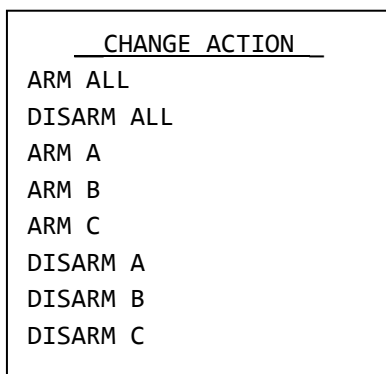 CHANGE ACTION
ARM ALL
DISARM ALL
ARM A
ARM B
ARM C
DISARM A
DISARM B
DISARM C